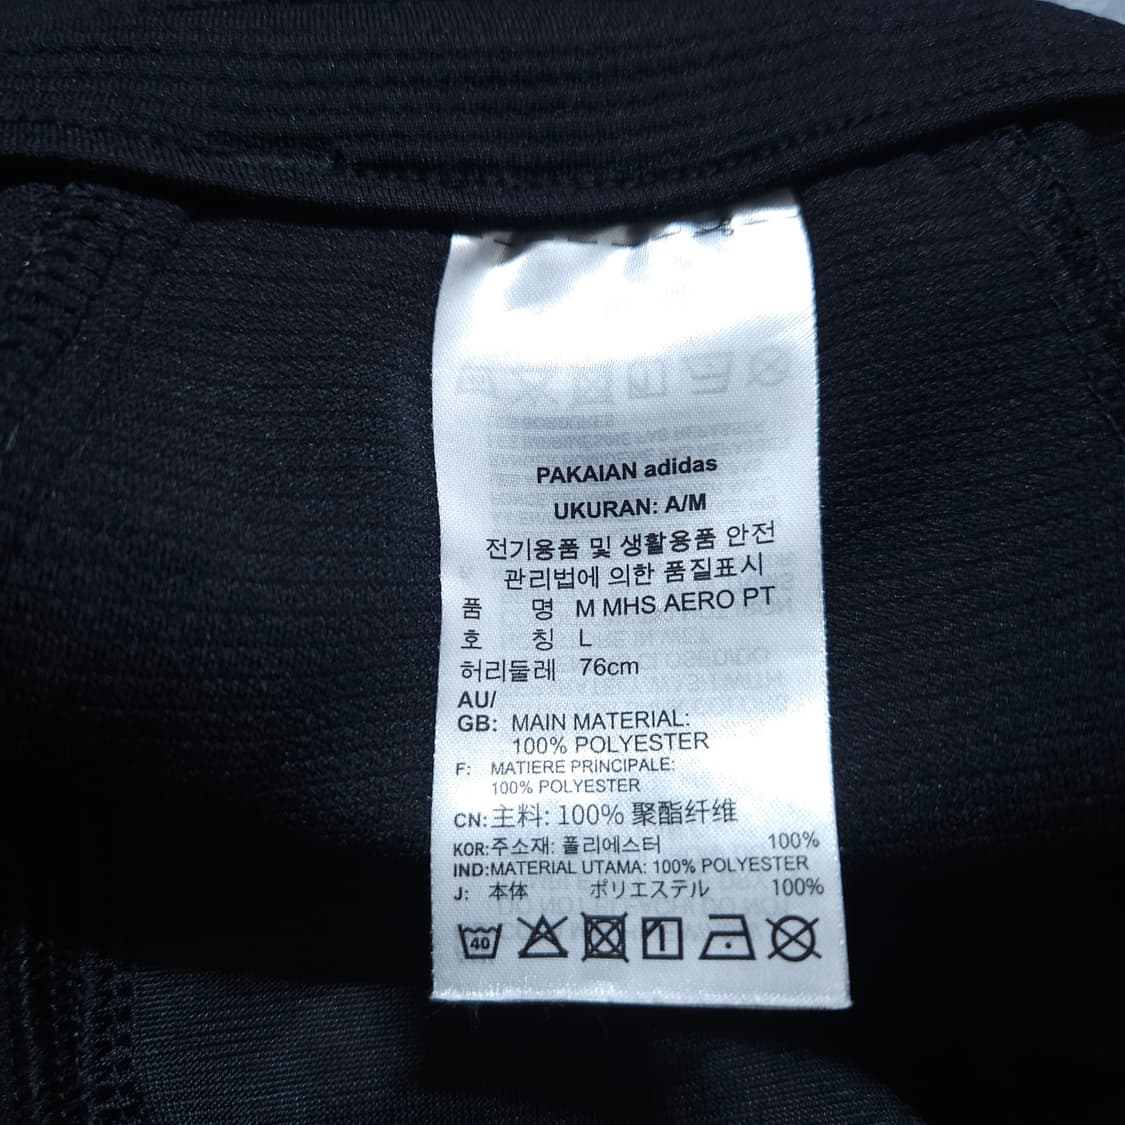 PAKAIAN adidas
UKURAN: A/M
전기용품 및 생활용품 안전
관리법에 의한 품질표시
품 명 M MHS AERO PT
호 칭 L
허리둘레 76cm
AU/
GB: MAIN MATERIAL:
100% POLYESTER
F: MATIERE PRINCIPALE:
100% POLYESTER
CN:主料: 100% 聚酯纤维
KOR:주소재: 폴리에스터 100%
IND:MATERIAL UTAMA: 100% POLYESTER
J: 本体 ポリエステル 100%
40